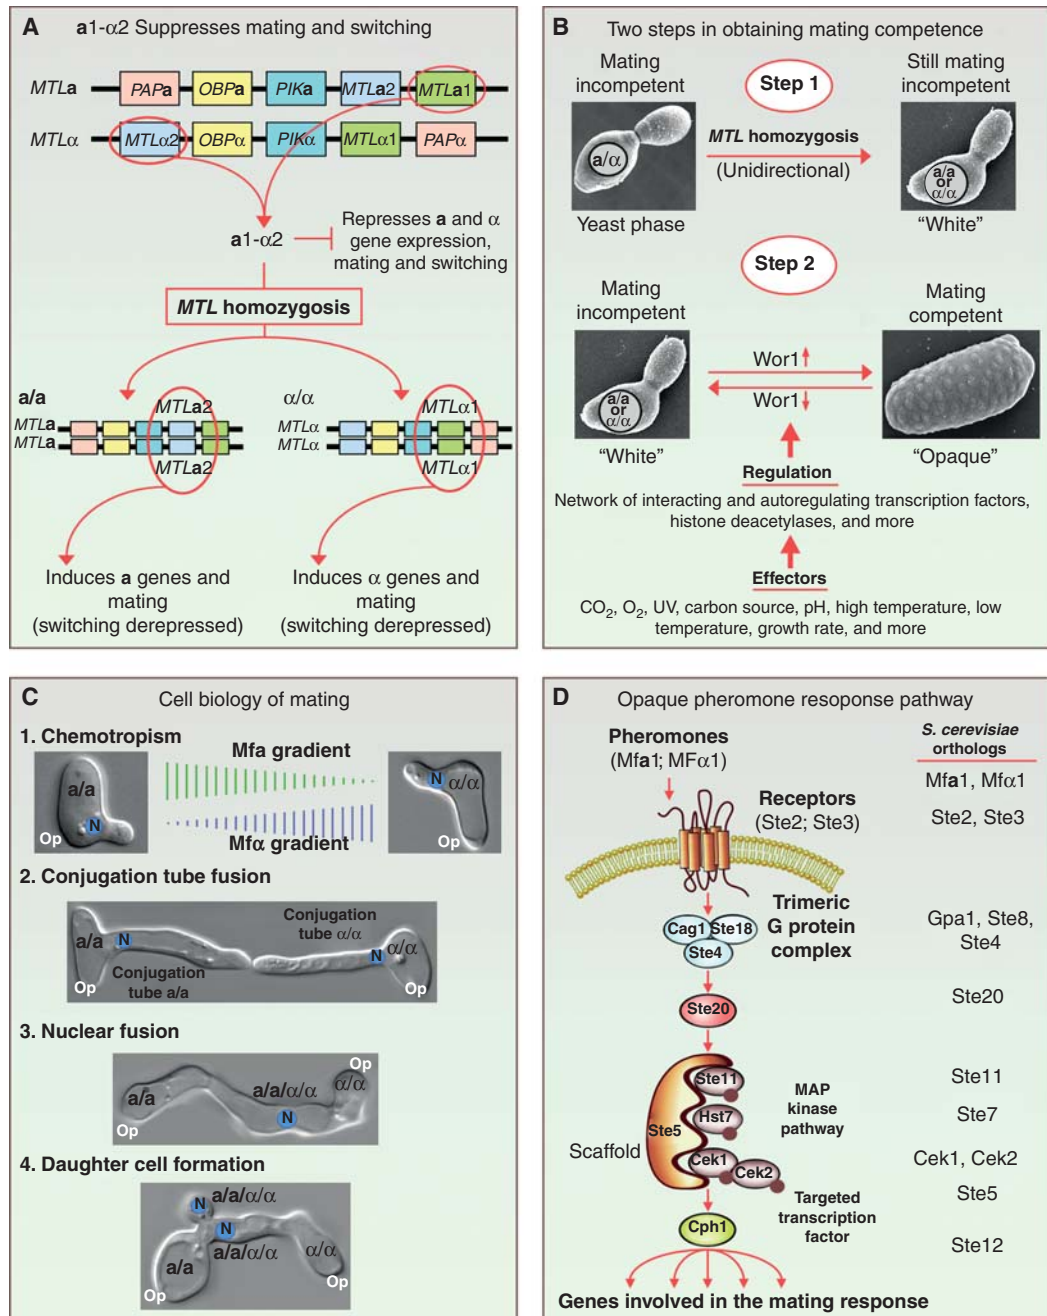 A
a1-α2 Suppresses mating and switching
MTLa
PAPa
OBPa
PIKa
MTLa2
MTLa1
MTLα
MTLα2
OBPα
PIKα
MTLα1
PAPα
a1-α2
Represses a and α
gene expression,
mating and switching
MTL homozygosis
a/a
MTLa2
MTLa
MTLa
MTLa2
α/α
MTLα1
MTLα
MTLα
MTLα1
Induces a genes and
mating
(switching derepressed)
Induces α genes and
mating
(switching derepressed)
B
Two steps in obtaining mating competence
Mating
incompetent
Step 1
Still mating
incompetent
a/α
MTL homozygosis
(Unidirectional)
a/a
or
α/α
Yeast phase
“White”
Step 2
Mating
incompetent
Mating
competent
Wor1
Wor1
a/a
or
α/α
“White”
“Opaque”
Regulation
Network of interacting and autoregulating transcription factors,
histone deacetylases, and more
Effectors
CO2, O2, UV, carbon source, pH, high temperature, low
temperature, growth rate, and more
C
Cell biology of mating
1. Chemotropism
Mfa gradient
a/a
N
Op
N
α/α
Op
Mfα gradient
2. Conjugation tube fusion
a/a
N
Conjugation
tube a/a
Op
Conjugation
tube α/α
N
α/α
Op
3. Nuclear fusion
a/a
Op
a/a/α/α
N
Op
α/α
4. Daughter cell formation
N
a/a/α/α
N
a/a/α/α
a/a
Op
α/α
Op
D
Opaque pheromone resoponse pathway
Pheromones
(Mfa1; MFα1)
S. cerevisiae
orthologs
Mfa1, Mfα1
Receptors
(Ste2; Ste3)
Ste2, Ste3
Cag1
Ste18
Ste4
Trimeric
G protein
complex
Gpa1, Ste8,
Ste4
Ste20
Ste20
Ste11
Ste5
Hst7
Cek1
Cek2
Scaffold
MAP
kinase
pathway
Ste11
Ste7
Cek1, Cek2
Ste5
Cph1
Targeted
transcription
factor
Ste12
Genes involved in the mating response